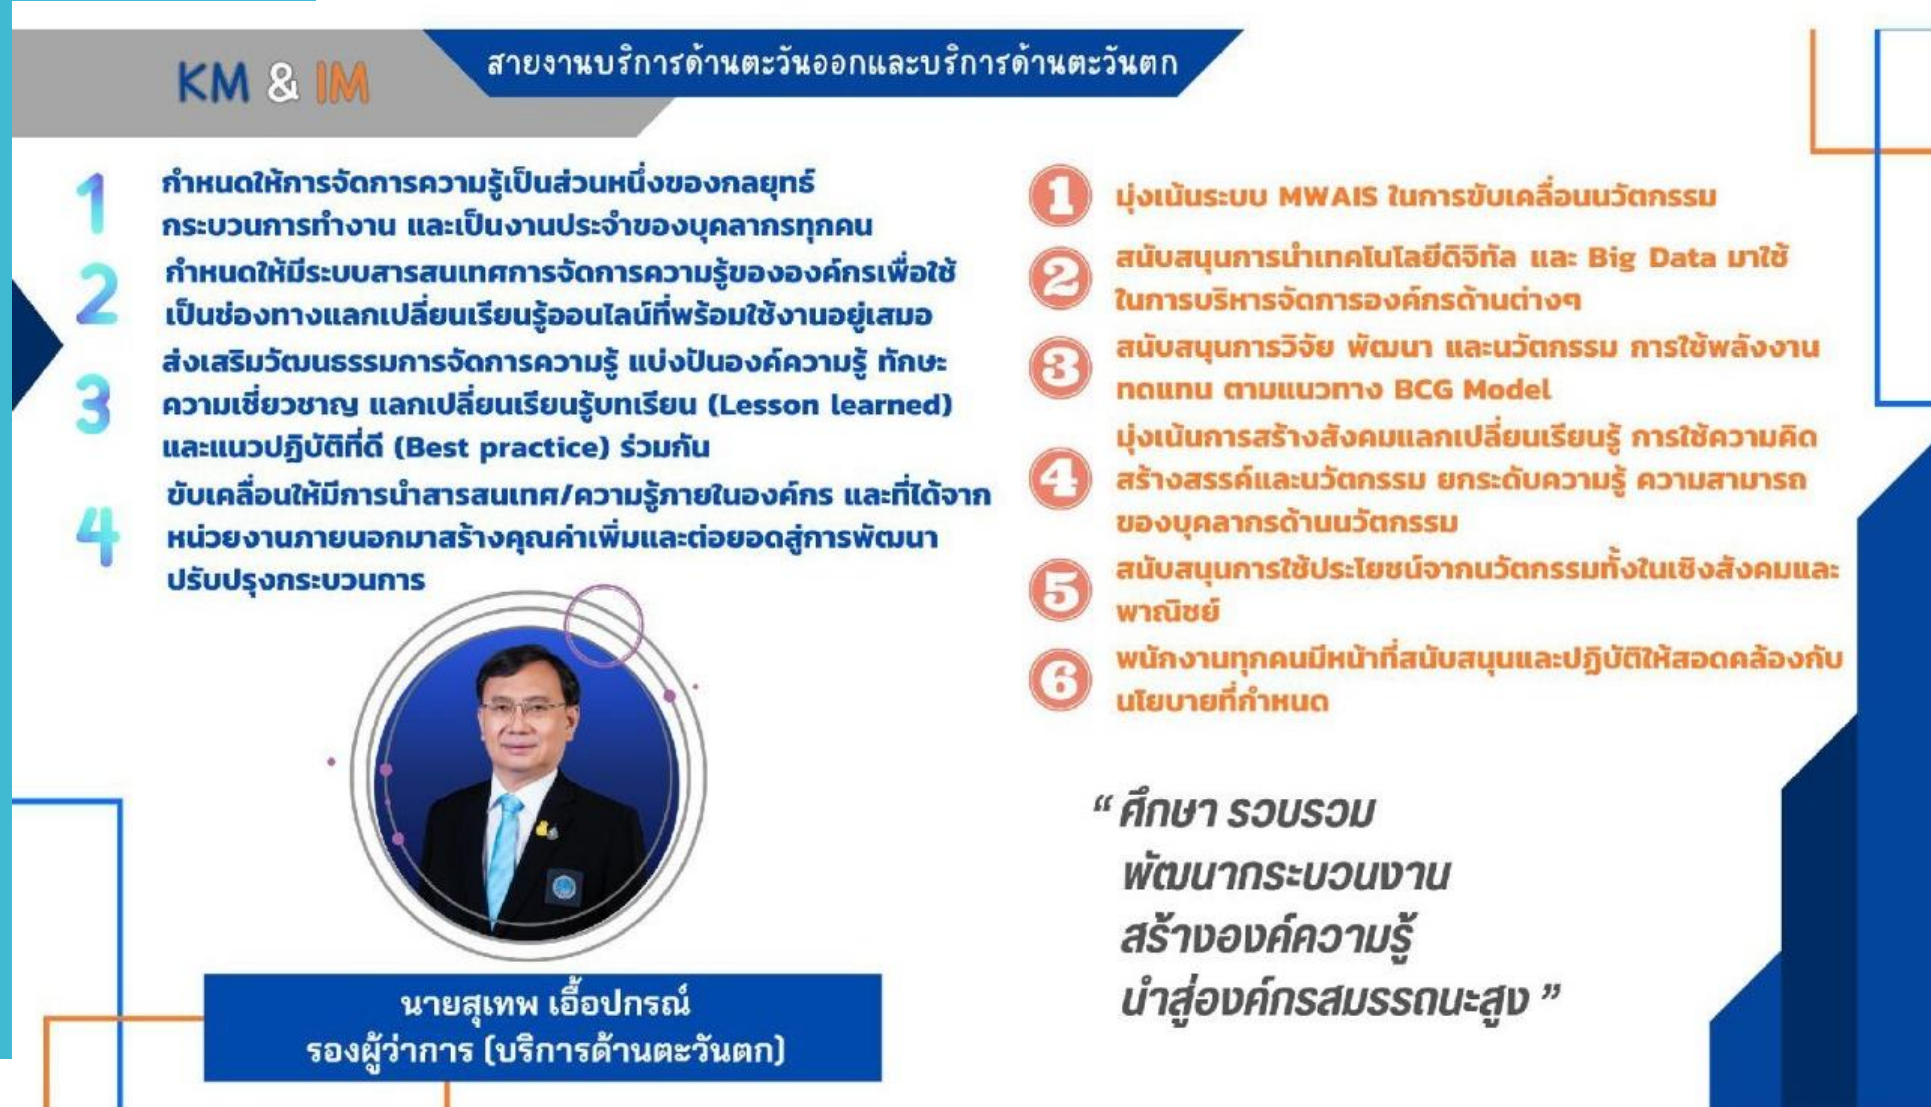 KM & IM
สายงานบริการด้านตะวันออกและบริการด้านตะวันตก
1
กำหนดให้การจัดการความรู้เป็นส่วนหนึ่งของกลยุทธ์
กระบวนการทำงาน และเป็นงานประจำของบุคลากรทุกคน
2
กำหนดให้มีระบบสารสนเทศการจัดการความรู้ขององค์กรเพื่อใช้
เป็นช่องทางแลกเปลี่ยนเรียนรู้ออนไลน์ที่พร้อมใช้งานอยู่เสมอ
3
ส่งเสริมวัฒนธรรมการจัดการความรู้ แบ่งปันองค์ความรู้ ทักษะ
ความเชี่ยวชาญ แลกเปลี่ยนเรียนรู้บทเรียน (Lesson learned)
และแนวปฏิบัติที่ดี (Best practice) ร่วมกัน
4
ขับเคลื่อนให้มีการนำสารสนเทศ/ความรู้ภายในองค์กร และที่ได้จาก
หน่วยงานภายนอกมาสร้างคุณค่าเพิ่มและต่อยอดสู่การพัฒนา
ปรับปรุงกระบวนการ
นายสุเทพ เอื้อปกรณ์
รองผู้ว่าการ (บริการด้านตะวันตก)
1
มุ่งเน้นระบบ MWAIS ในการขับเคลื่อนนวัตกรรม
2
สนับสนุนการนำเทคโนโลยีดิจิทัล และ Big Data มาใช้
ในการบริหารจัดการองค์กรด้านต่างๆ
3
สนับสนุนการวิจัย พัฒนา และนวัตกรรม การใช้พลังงาน
ทดแทน ตามแนวทาง BCG Model
4
มุ่งเน้นการสร้างสังคมแลกเปลี่ยนเรียนรู้ การใช้ความคิด
สร้างสรรค์และนวัตกรรม ยกระดับความรู้ ความสามารถ
ของบุคลากรด้านนวัตกรรม
5
สนับสนุนการใช้ประโยชน์จากนวัตกรรมทั้งในเชิงสังคมและ
พาณิชย์
6
พนักงานทุกคนมีหน้าที่สนับสนุนและปฏิบัติให้สอดคล้องกับ
นโยบายที่กำหนด
“ ศึกษา รวบรวม
พัฒนากระบวนงาน
สร้างองค์ความรู้
นำสู่องค์กรสมรรถนะสูง ”